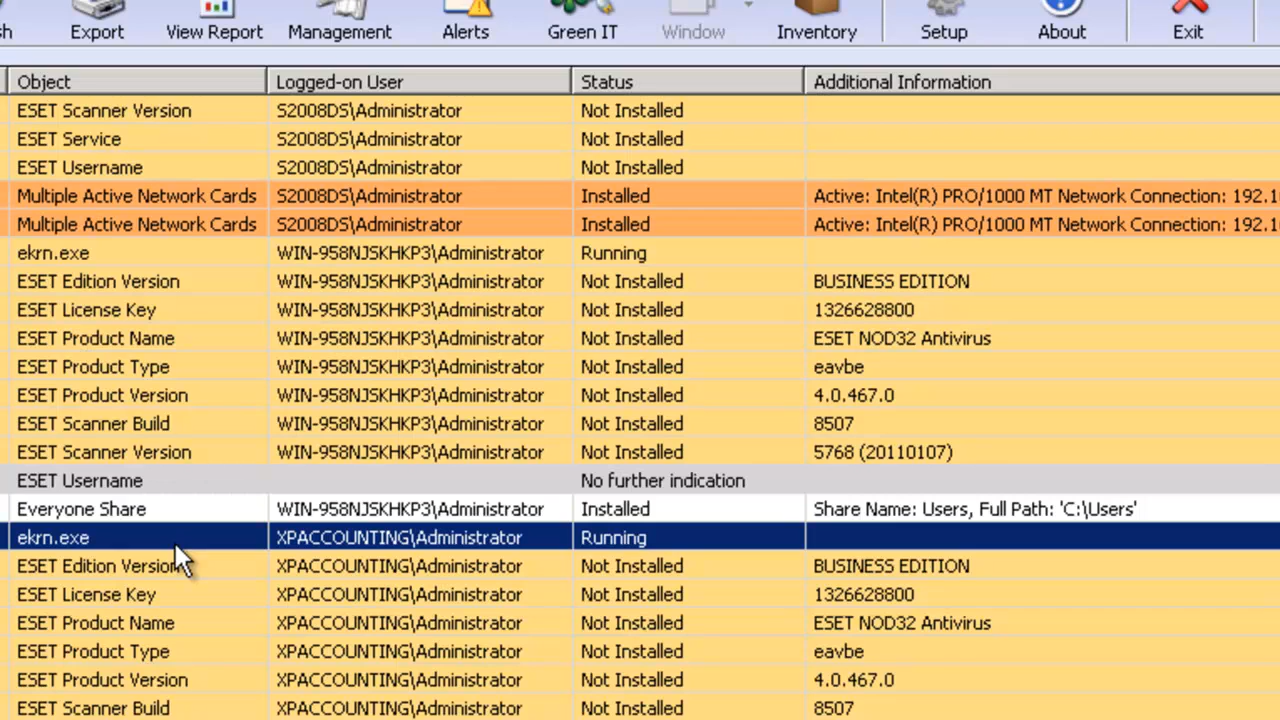 sh Export View Report Management Alerts Green IT Window Inventory Setup About Exit
Object Logged-on User Status Additional Information
ESET Scanner Version S2008DS\Administrator Not Installed
ESET Service S2008DS\Administrator Not Installed
ESET Username S2008DS\Administrator Not Installed
Multiple Active Network Cards S2008DS\Administrator Installed Active: Intel(R) PRO/1000 MT Network Connection: 192.1
Multiple Active Network Cards S2008DS\Administrator Installed Active: Intel(R) PRO/1000 MT Network Connection: 192.1
ekrn.exe WIN-958NJSKHKP3\Administrator Running
ESET Edition Version WIN-958NJSKHKP3\Administrator Not Installed BUSINESS EDITION
ESET License Key WIN-958NJSKHKP3\Administrator Not Installed 1326628800
ESET Product Name WIN-958NJSKHKP3\Administrator Not Installed ESET NOD32 Antivirus
ESET Product Type WIN-958NJSKHKP3\Administrator Not Installed eavbe
ESET Product Version WIN-958NJSKHKP3\Administrator Not Installed 4.0.467.0
ESET Scanner Build WIN-958NJSKHKP3\Administrator Not Installed 8507
ESET Scanner Version WIN-958NJSKHKP3\Administrator Not Installed 5768 (20110107)
ESET Username No further indication
Everyone Share WIN-958NJSKHKP3\Administrator Installed Share Name: Users, Full Path: 'C:\Users'
ekrn.exe XPACCOUNTING\Administrator Running
ESET Edition Version XPACCOUNTING\Administrator Not Installed BUSINESS EDITION
ESET License Key XPACCOUNTING\Administrator Not Installed 1326628800
ESET Product Name XPACCOUNTING\Administrator Not Installed ESET NOD32 Antivirus
ESET Product Type XPACCOUNTING\Administrator Not Installed eavbe
ESET Product Version XPACCOUNTING\Administrator Not Installed 4.0.467.0
ESET Scanner Build XPACCOUNTING\Administrator Not Installed 8507